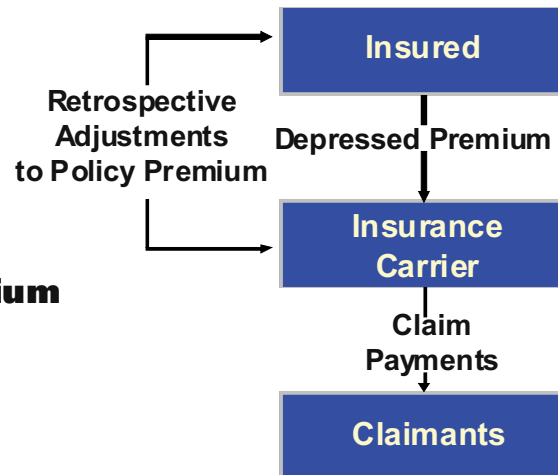 Insured
Retrospective
Adjustments
to Policy Premium
Depressed Premium
Insurance
Carrier
Claim
Payments
Claimants